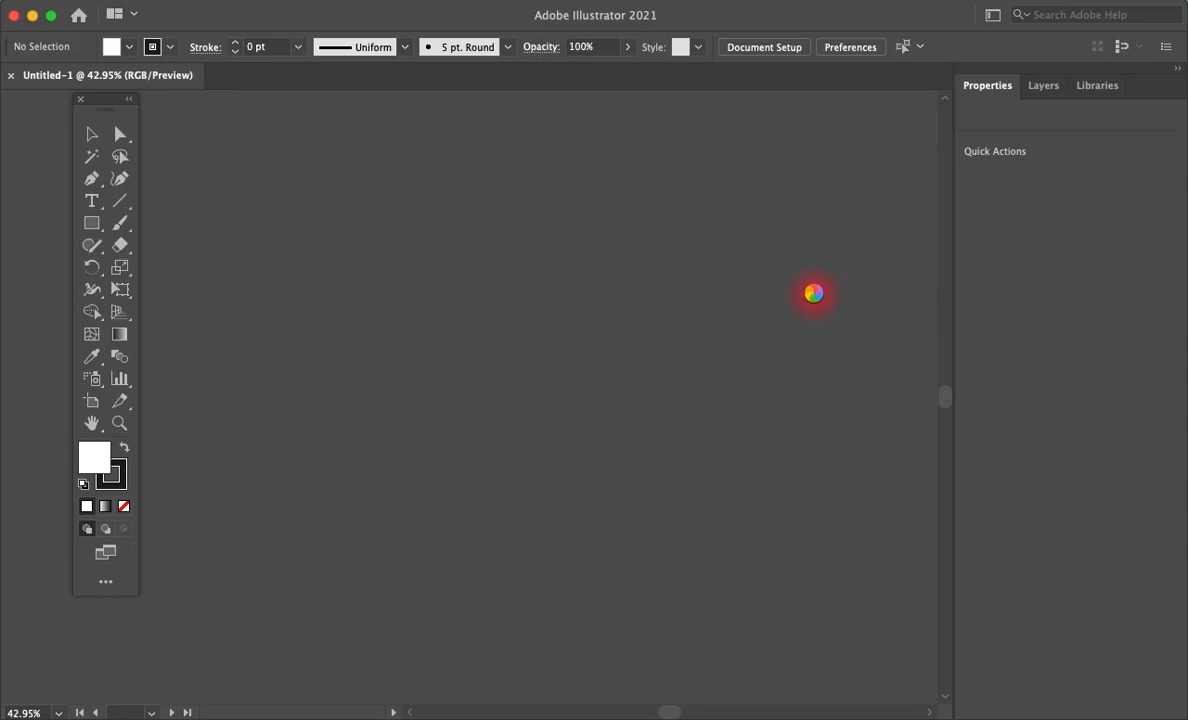 Adobe Illustrator 2021
Search Adobe Help
No Selection
Stroke:
0 pt
Uniform
5 pt. Round
Opacity:
100%
Style:
Document Setup
Preferences
Untitled-1 @ 42.95% (RGB/Preview)
Properties
Layers
Libraries
Quick Actions
42.95%